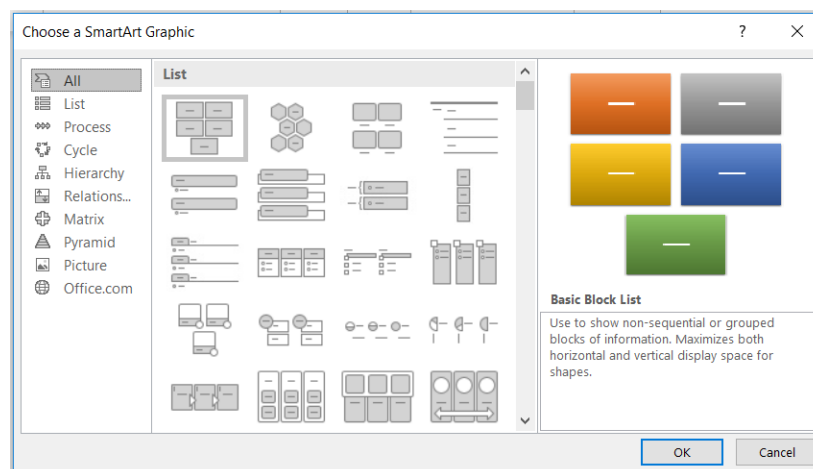 Choose a SmartArt Graphic
?
All
List
Process
Cycle
Hierarchy
Relations...
Matrix
Pyramid
Picture
Office.com
List
Basic Block List
Use to show non-sequential or grouped
blocks of information. Maximizes both
horizontal and vertical display space for
shapes.
OK
Cancel